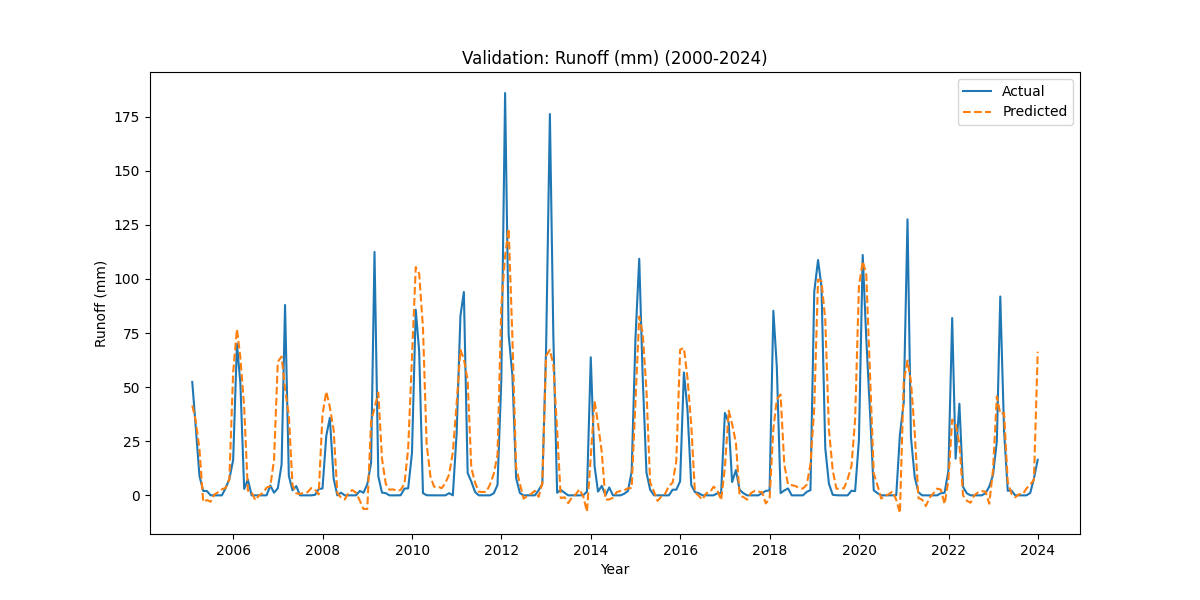 Validation: Runoff (mm) (2000-2024)
Actual
Predicted
175
150
125
100
75
50
25
0
Runoff (mm)
2006 2008 2010 2012 2014 2016 2018 2020 2022 2024
Year